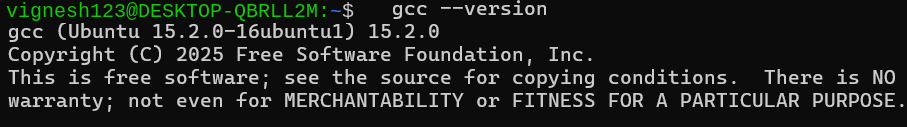 vignesh123@DESKTOP-QBRLL2M:~$   gcc --version
gcc (Ubuntu 15.2.0-16ubuntu1) 15.2.0
Copyright (C) 2025 Free Software Foundation, Inc.
This is free software; see the source for copying conditions.  There is NO
warranty; not even for MERCHANTABILITY or FITNESS FOR A PARTICULAR PURPOSE.